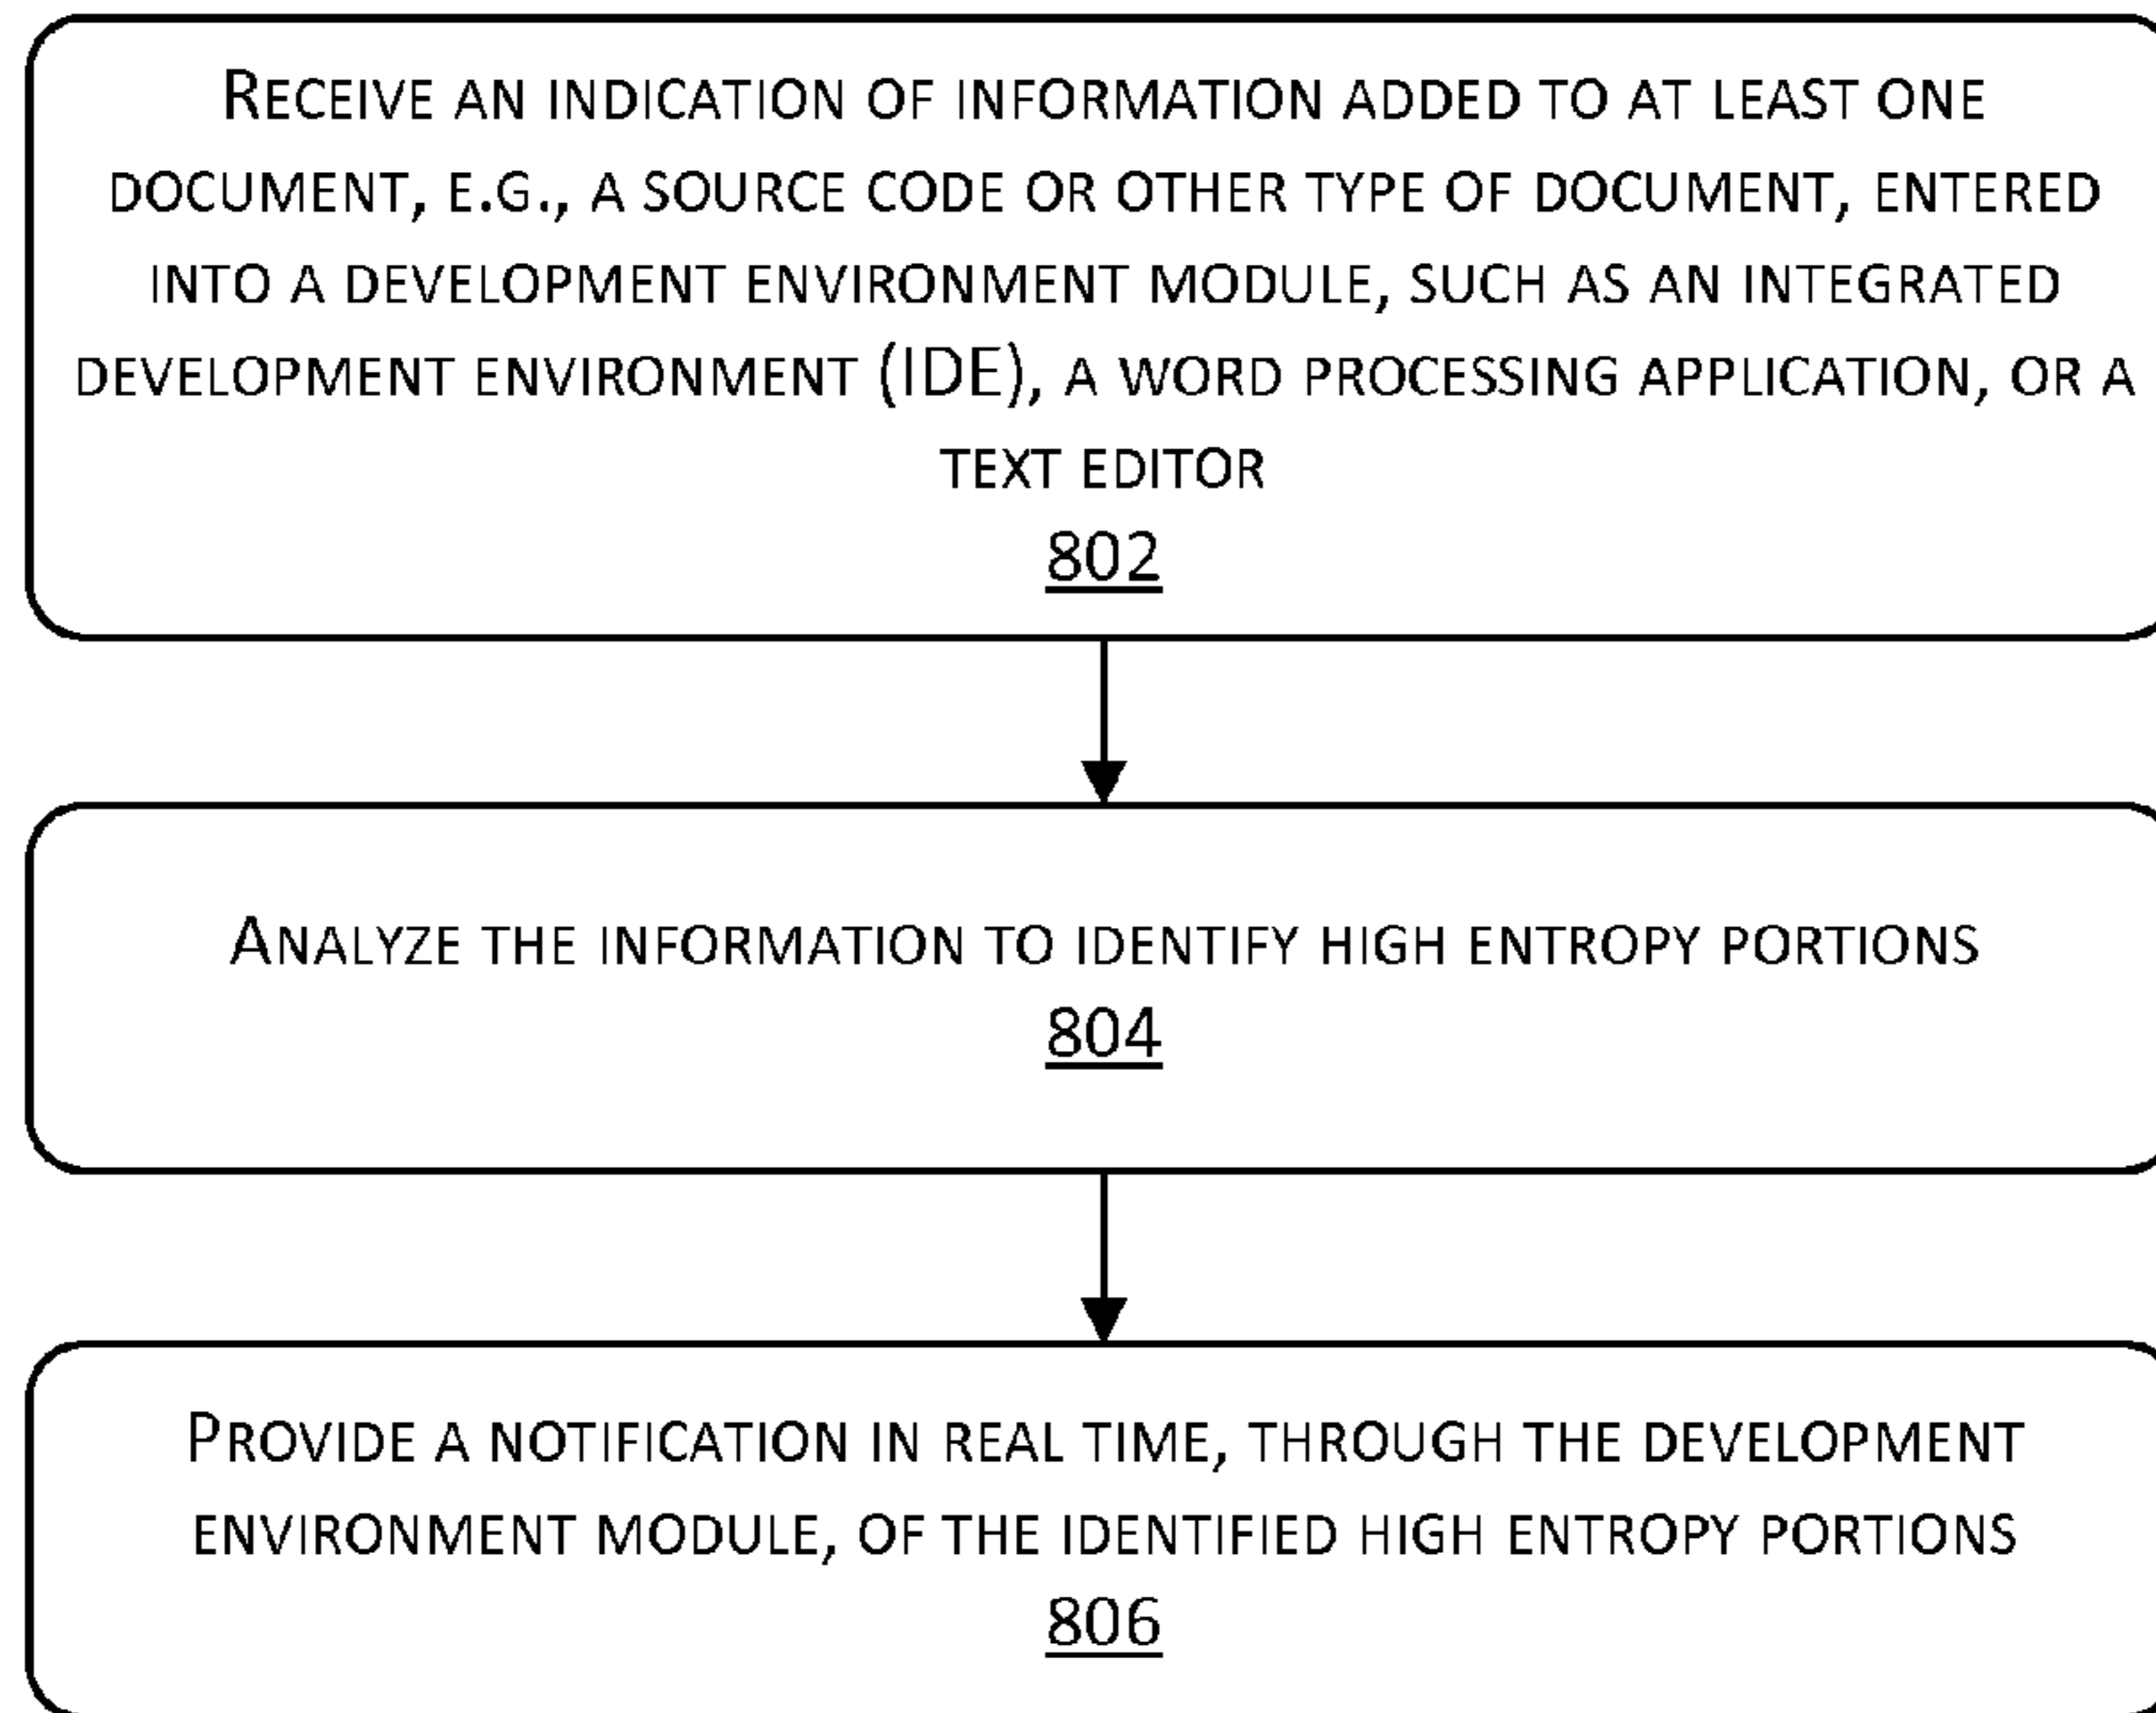 Receive an indication of information added to at least one
document, e.g., a source code or other type of document, entered
into a development environment module, such as an integrated
development environment (IDE), a word processing application, or a
text editor
802
Analyze the information to identify high entropy portions
804
Provide a notification in real time, through the development
environment module, of the identified high entropy portions
806